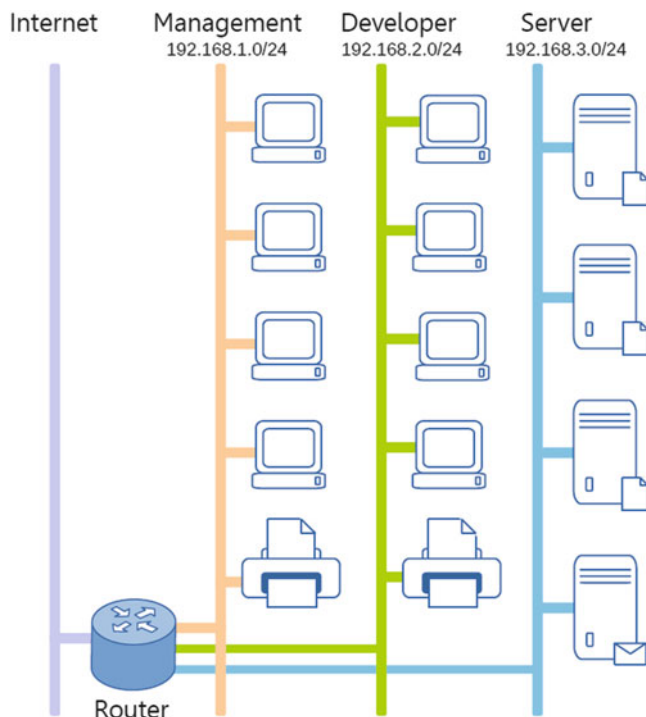 Internet
Management
192.168.1.0/24
Developer
192.168.2.0/24
Server
192.168.3.0/24
Router